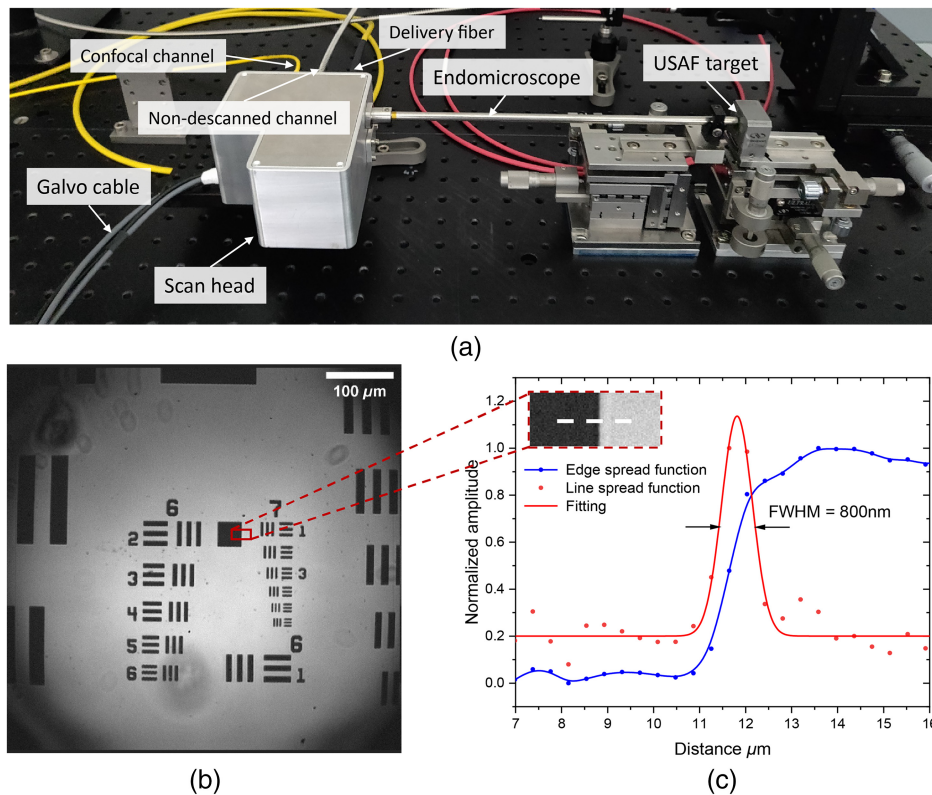 Confocal channel
Delivery fiber
Endomicroscope
USAF target
Non-descanned channel
Galvo cable
Scan head
(a)
100 µm
6
7
2
1
3
3
4
5
6
6
1
(b)
1.2
1.0
0.8
0.6
0.4
0.2
0.0
Normalized amplitude
Edge spread function
Line spread function
Fitting
FWHM = 800nm
7 8 9 10 11 12 13 14 15 16
Distance µm
(c)